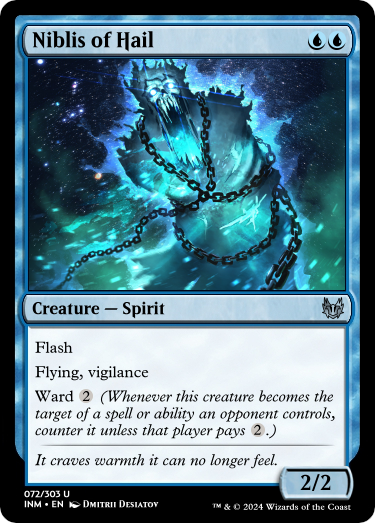 Niblis of Hail
Creature — Spirit
Flash
Flying, vigilance
Ward 2 (Whenever this creature becomes the
target of a spell or ability an opponent controls,
counter it unless that player pays 2.)
It craves warmth it can no longer feel.
2/2
072/303 U
INM • EN Dmitrii Desiatov
™ & © 2024 Wizards of the Coast